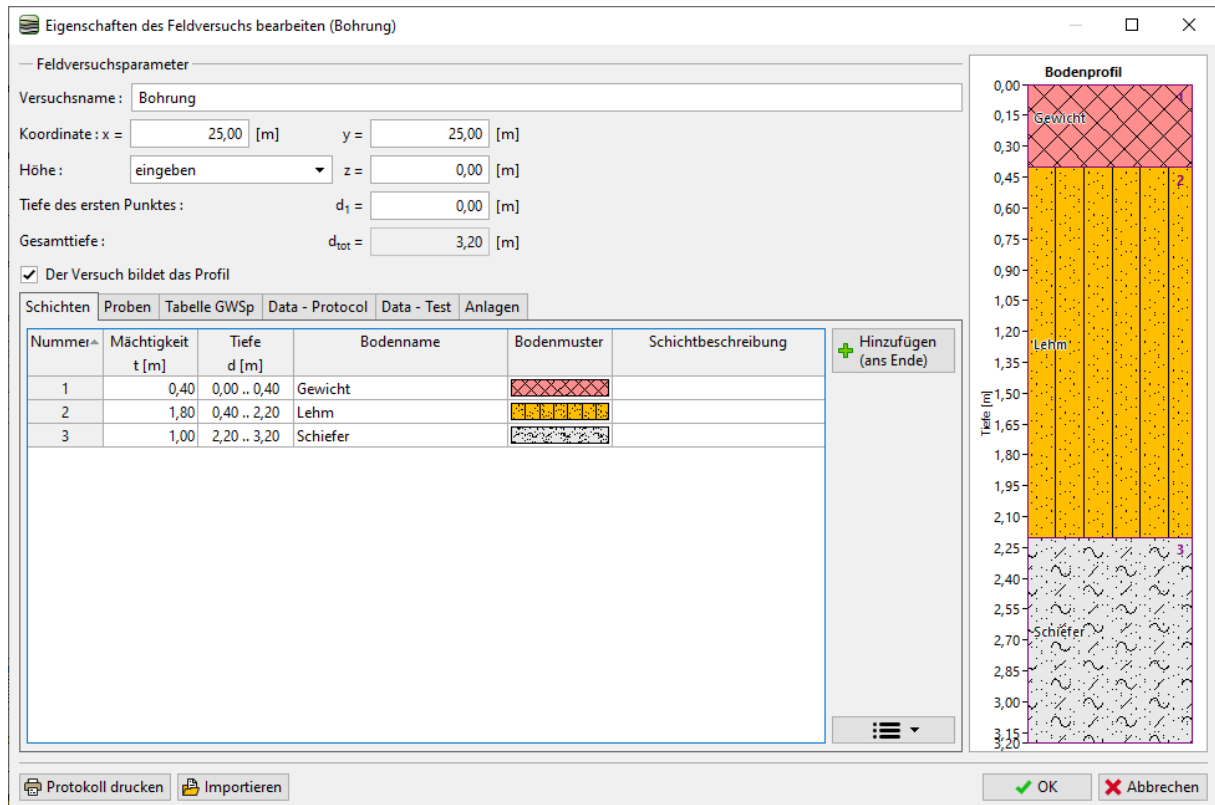 Eigenschaften des Feldversuchs bearbeiten (Bohrung)
Feldversuchsparameter
Versuchsname : Bohrung
Koordinate : x = 25,00 [m] y = 25,00 [m]
Höhe : eingeben z = 0,00 [m]
Tiefe des ersten Punktes : d1 = 0,00 [m]
Gesamttiefe : dtot = 3,20 [m]
Der Versuch bildet das Profil
Schichten Proben Tabelle GWSp Data - Protocol Data - Test Anlagen
Nummer Mächtigkeit Tiefe Bodenname Bodenmuster Schichtbeschreibung
t [m] d [m]
1 0,40 0,00 .. 0,40 Gewicht
2 1,80 0,40 .. 2,20 Lehm
3 1,00 2,20 .. 3,20 Schiefer
Hinzufügen
(ans Ende)
Protokoll drucken Importieren
Bodenprofil
0,00
1
0,15
Gewicht
0,30
0,45
2
0,60
0,75
0,90
1,05
1,20
Lehm
1,35
1,50
Tiefe [m]
1,65
1,80
1,95
2,10
2,25
3
2,40
2,55
Schiefer
2,70
2,85
3,00
3,15
3,20
OK Abbrechen